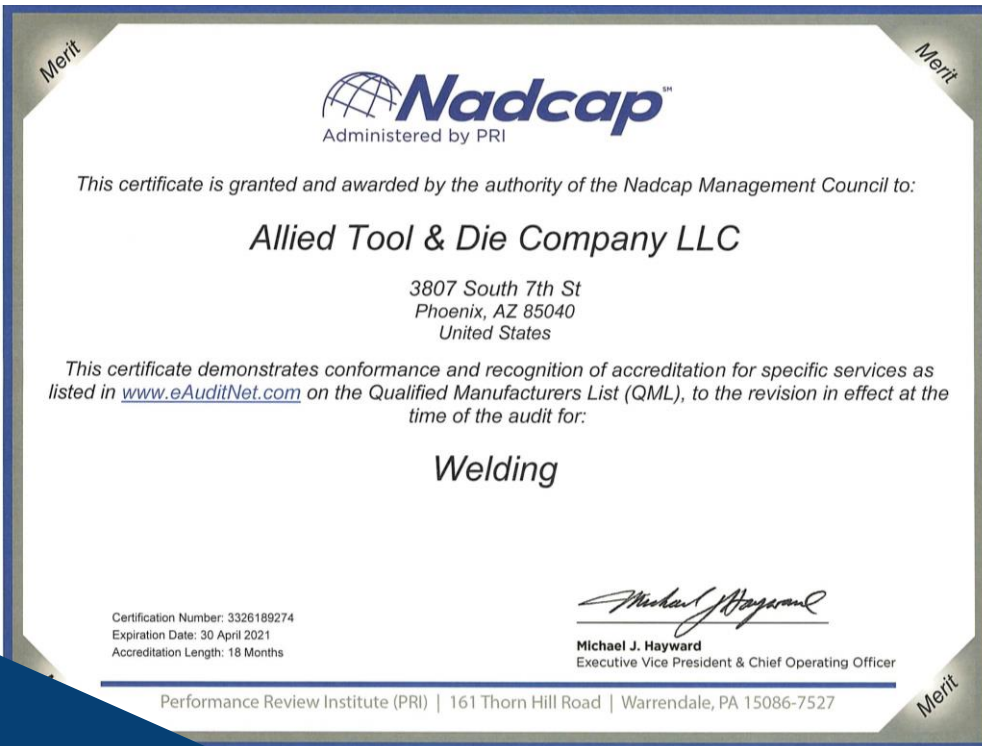 Merit
Merit
Nadcap SM
Administered by PRI
This certificate is granted and awarded by the authority of the Nadcap Management Council to:
Allied Tool & Die Company LLC
3807 South 7th St
Phoenix, AZ 85040
United States
This certificate demonstrates conformance and recognition of accreditation for specific services as
listed in www.eAuditNet.com on the Qualified Manufacturers List (QML), to the revision in effect at the
time of the audit for:
Welding
Certification Number: 3326189274
Expiration Date: 30 April 2021
Accreditation Length: 18 Months
Michael J. Hayward
Michael J. Hayward
Executive Vice President & Chief Operating Officer
Performance Review Institute (PRI) | 161 Thorn Hill Road | Warrendale, PA 15086-7527
Merit